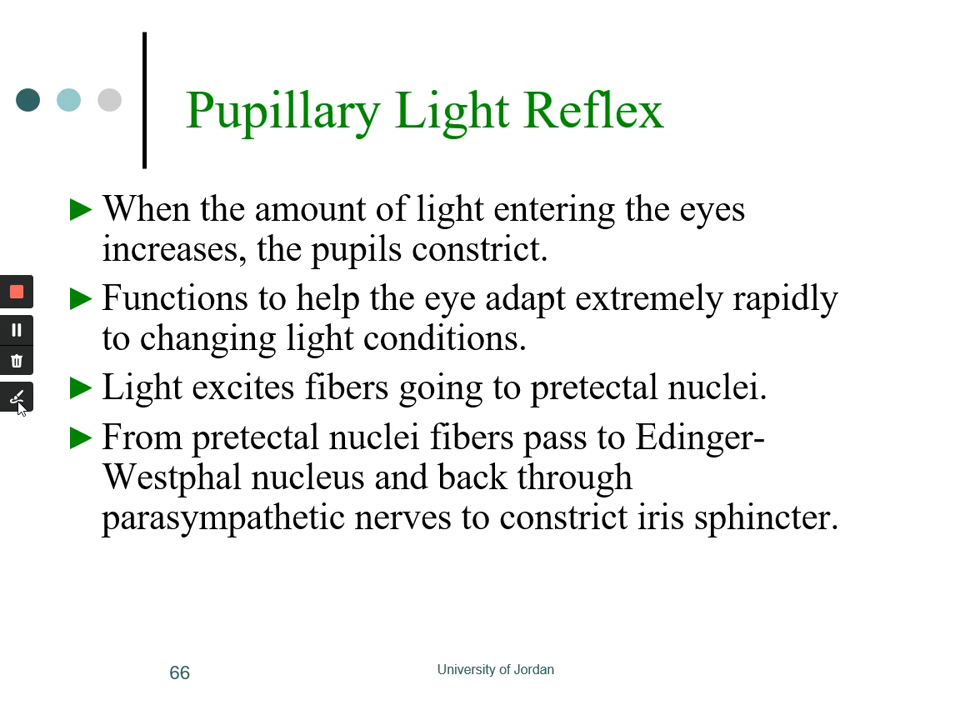 Pupillary Light Reflex
► When the amount of light entering the eyes
increases, the pupils constrict.
► Functions to help the eye adapt extremely rapidly
to changing light conditions.
► Light excites fibers going to pretectal nuclei.
► From pretectal nuclei fibers pass to Edinger-
Westphal nucleus and back through
parasympathetic nerves to constrict iris sphincter.
66
University of Jordan